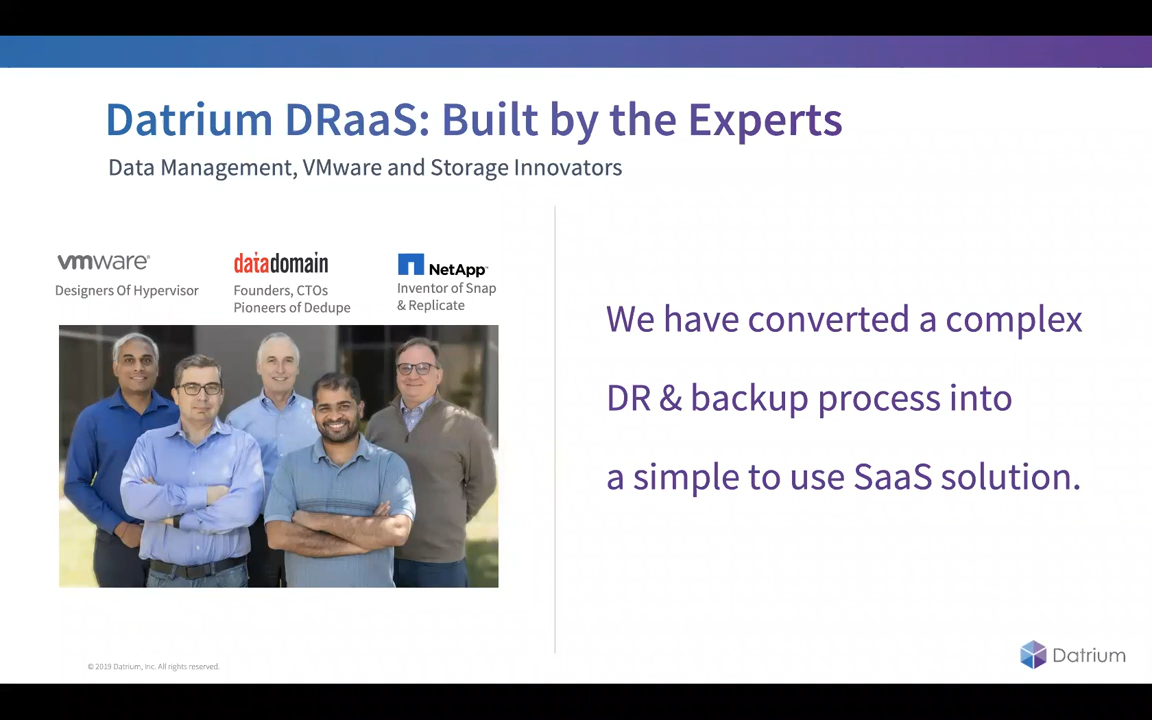 Datrium DRaaS: Built by the Experts
Data Management, VMware and Storage Innovators
vmware®
Designers Of Hypervisor
datadomain
Founders, CTOs
Pioneers of Dedupe
NetApp®
Inventor of Snap
& Replicate
We have converted a complex
DR & backup process into
a simple to use SaaS solution.
© 2019 Datrium, Inc. All rights reserved.
Datrium